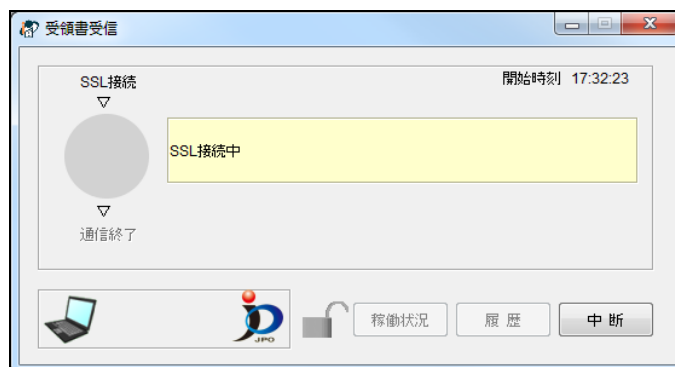 受領書受信
SSL接続
開始時刻 17:32:23
▽
SSL接続中
▽
通信終了
JPO
稼働状況
履 歴
中 断